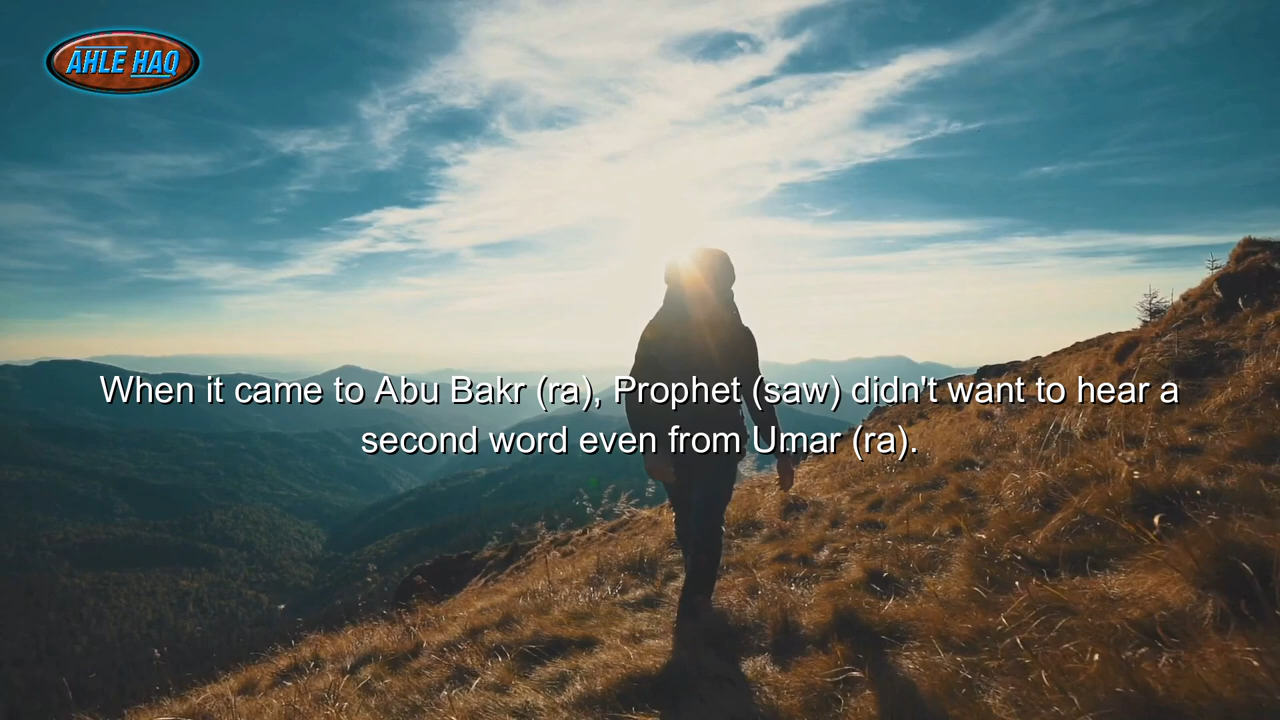 AHLE HAQ
When it came to Abu Bakr (ra), Prophet (saw) didn't want to hear a
second word even from Umar (ra).